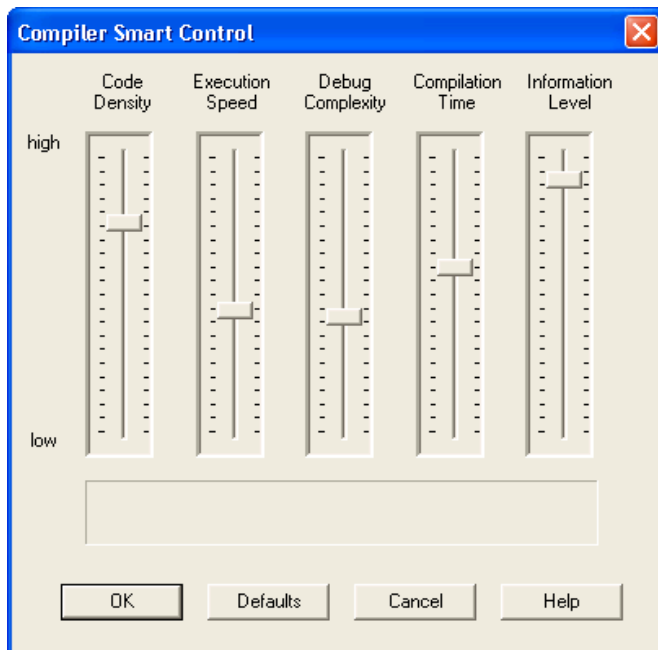 Compiler Smart Control
Code Density
Execution Speed
Debug Complexity
Compilation Time
Information Level
high
low
OK
Defaults
Cancel
Help